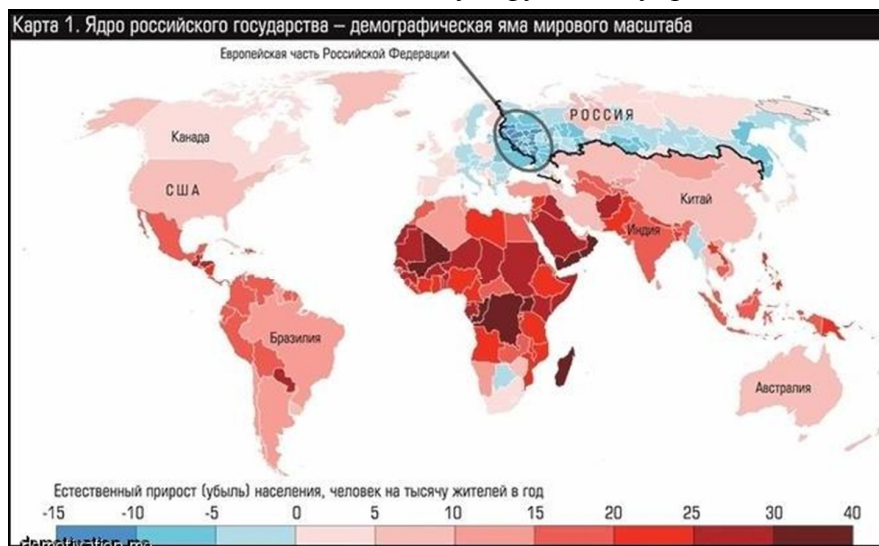 Карта 1. Ядро российского государства – демографическая яма мирового масштаба
Европейская часть Российской Федерации
РОССИЯ
Канада
США
Китай
Индия
Бразилия
Австралия
Естественный прирост (убыль) населения, человек на тысячу жителей в год
-15 -10 -5 0 5 10 15 20 25 30 40